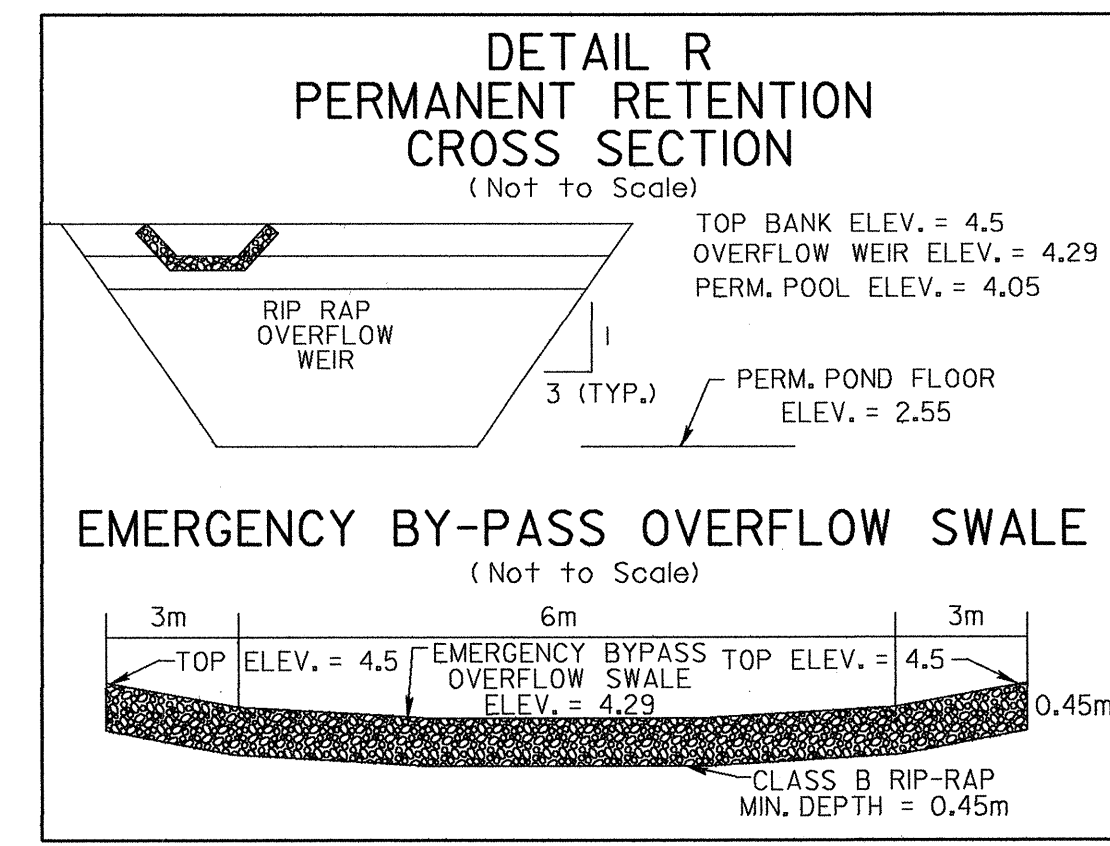 DETAIL R
PERMANENT RETENTION
CROSS SECTION
(Not to Scale)
TOP BANK ELEV. = 4.5
OVERFLOW WEIR ELEV. = 4.29
PERM. POOL ELEV. = 4.05
RIP RAP
OVERFLOW
WEIR
1
3 (TYP.)
PERM. POND FLOOR
ELEV. = 2.55
EMERGENCY BY-PASS OVERFLOW SWALE
(Not to Scale)
3m 6m 3m
TOP ELEV. = 4.5
EMERGENCY BYPASS
OVERFLOW SWALE
ELEV. = 4.29
TOP ELEV. = 4.5
0.45m
CLASS B RIP-RAP
MIN. DEPTH = 0.45m